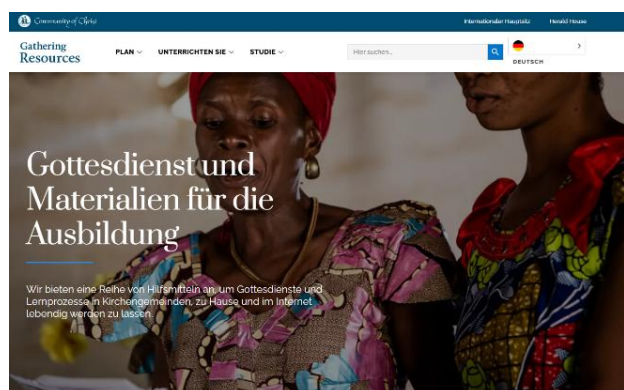 Community of Christ
Internationaler Hauptsitz
Herald House
Gathering
Resources
PLAN
UNTERRICHTEN SIE
STUDIE
Hier suchen...
DEUTSCH
Gottesdienst und
Materialien für die
Ausbildung
Wir bieten eine Reihe von Hilfsmitteln an, um Gottesdienste und
Lernprozesse in Kirchengemeinden, zu Hause und im Internet
lebendig werden zu lassen.